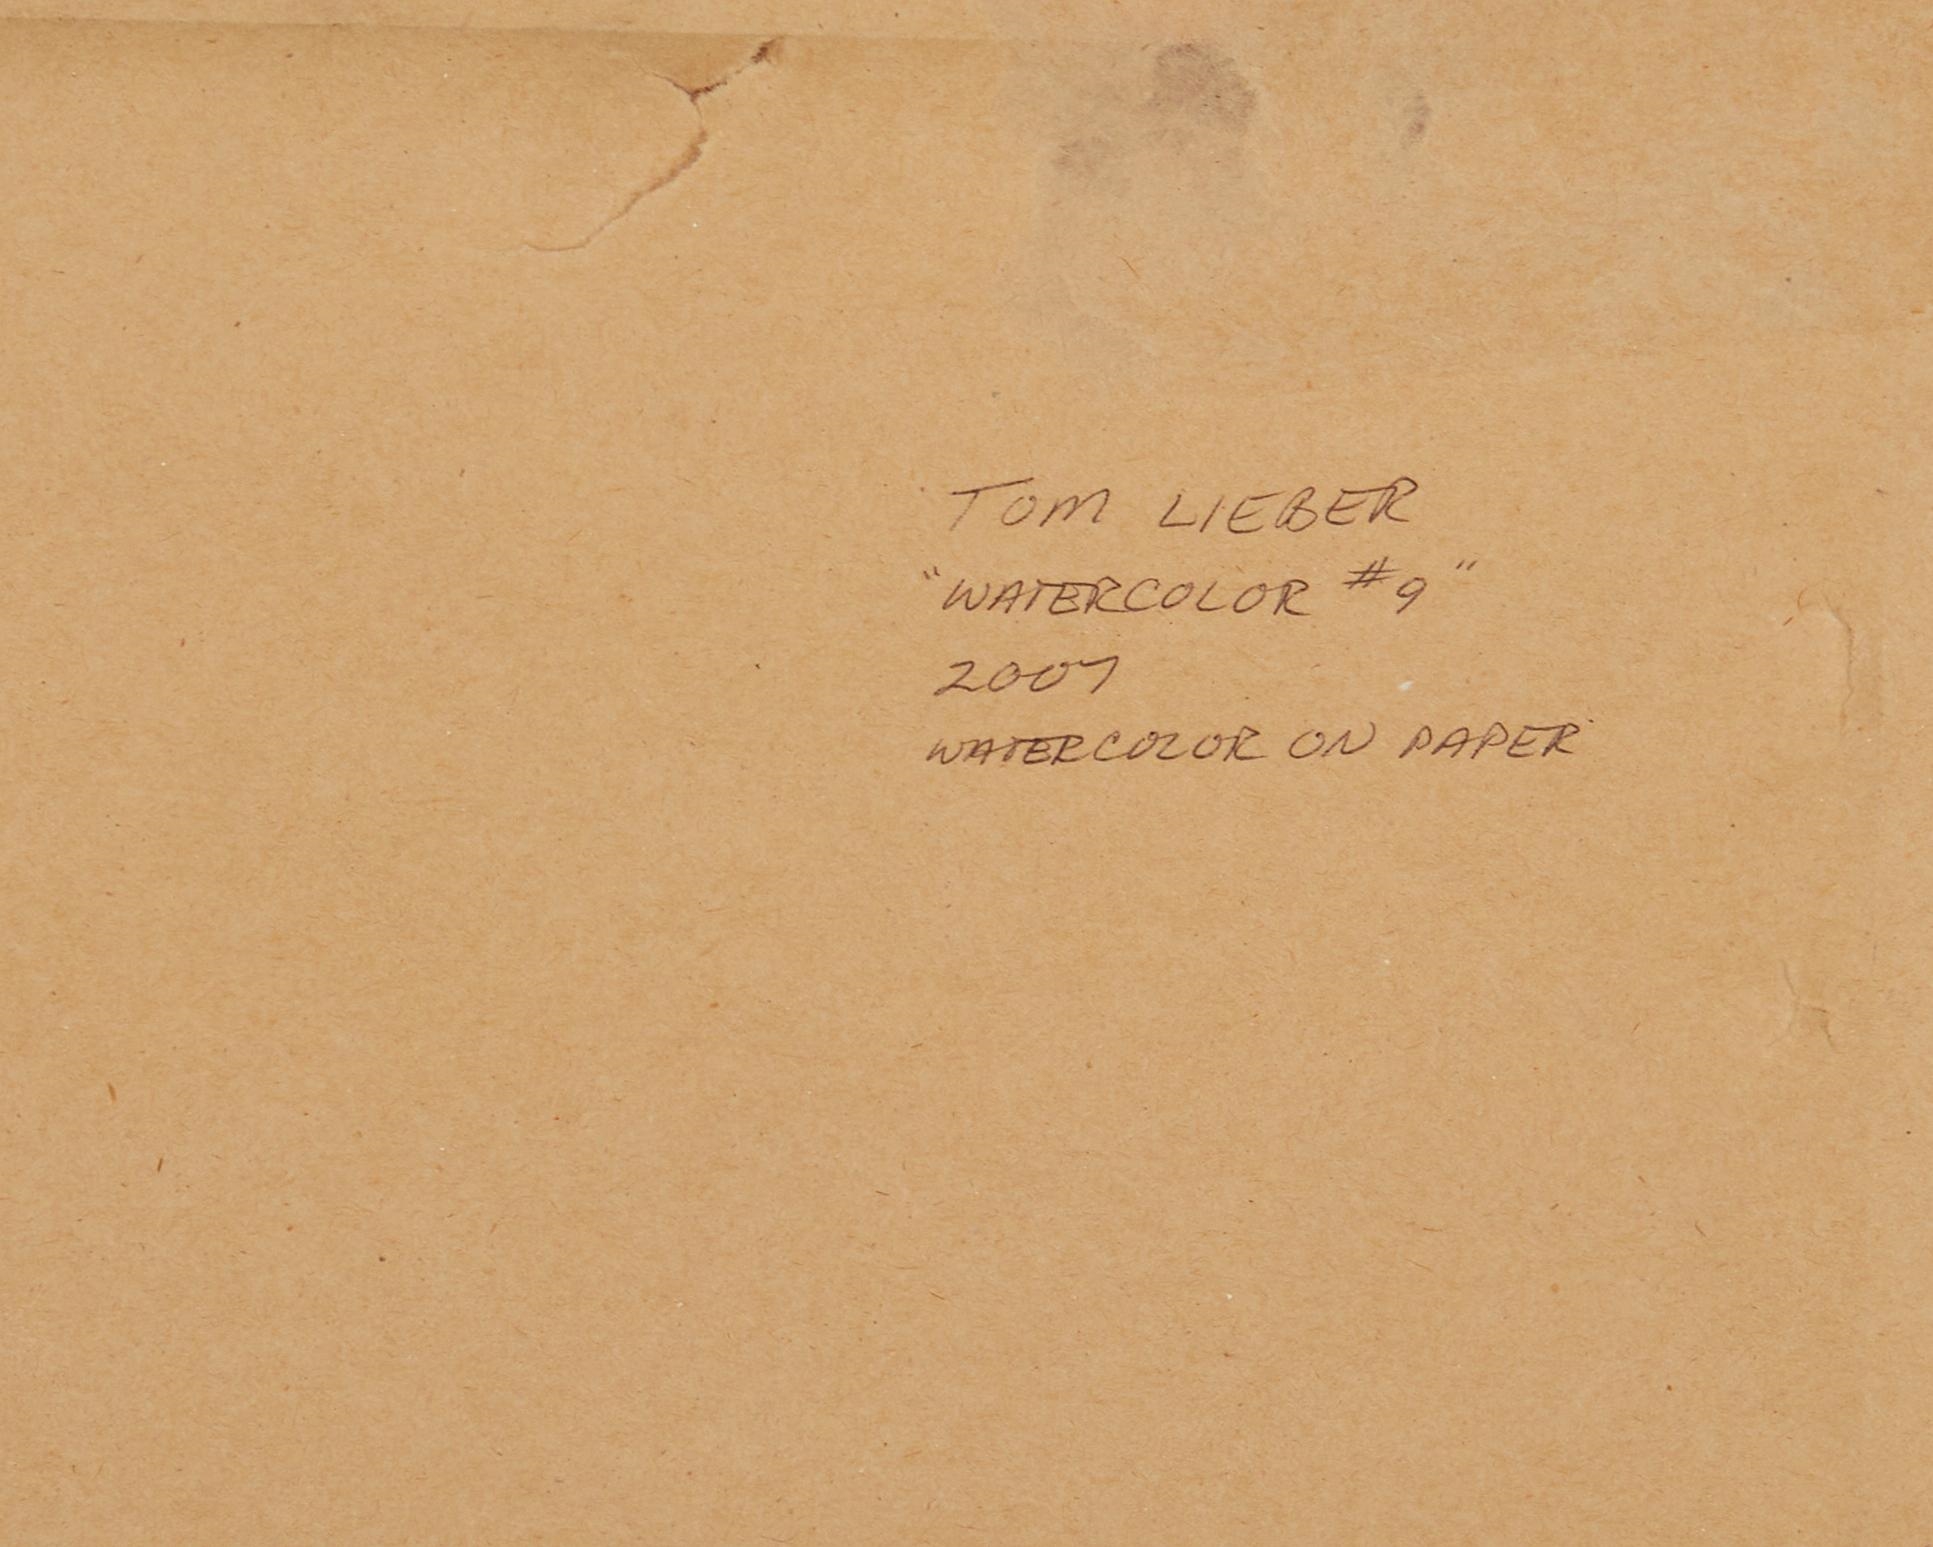 TOM LIEBER
"WATERCOLOR #9"
2007
WATERCOLOR ON PAPER